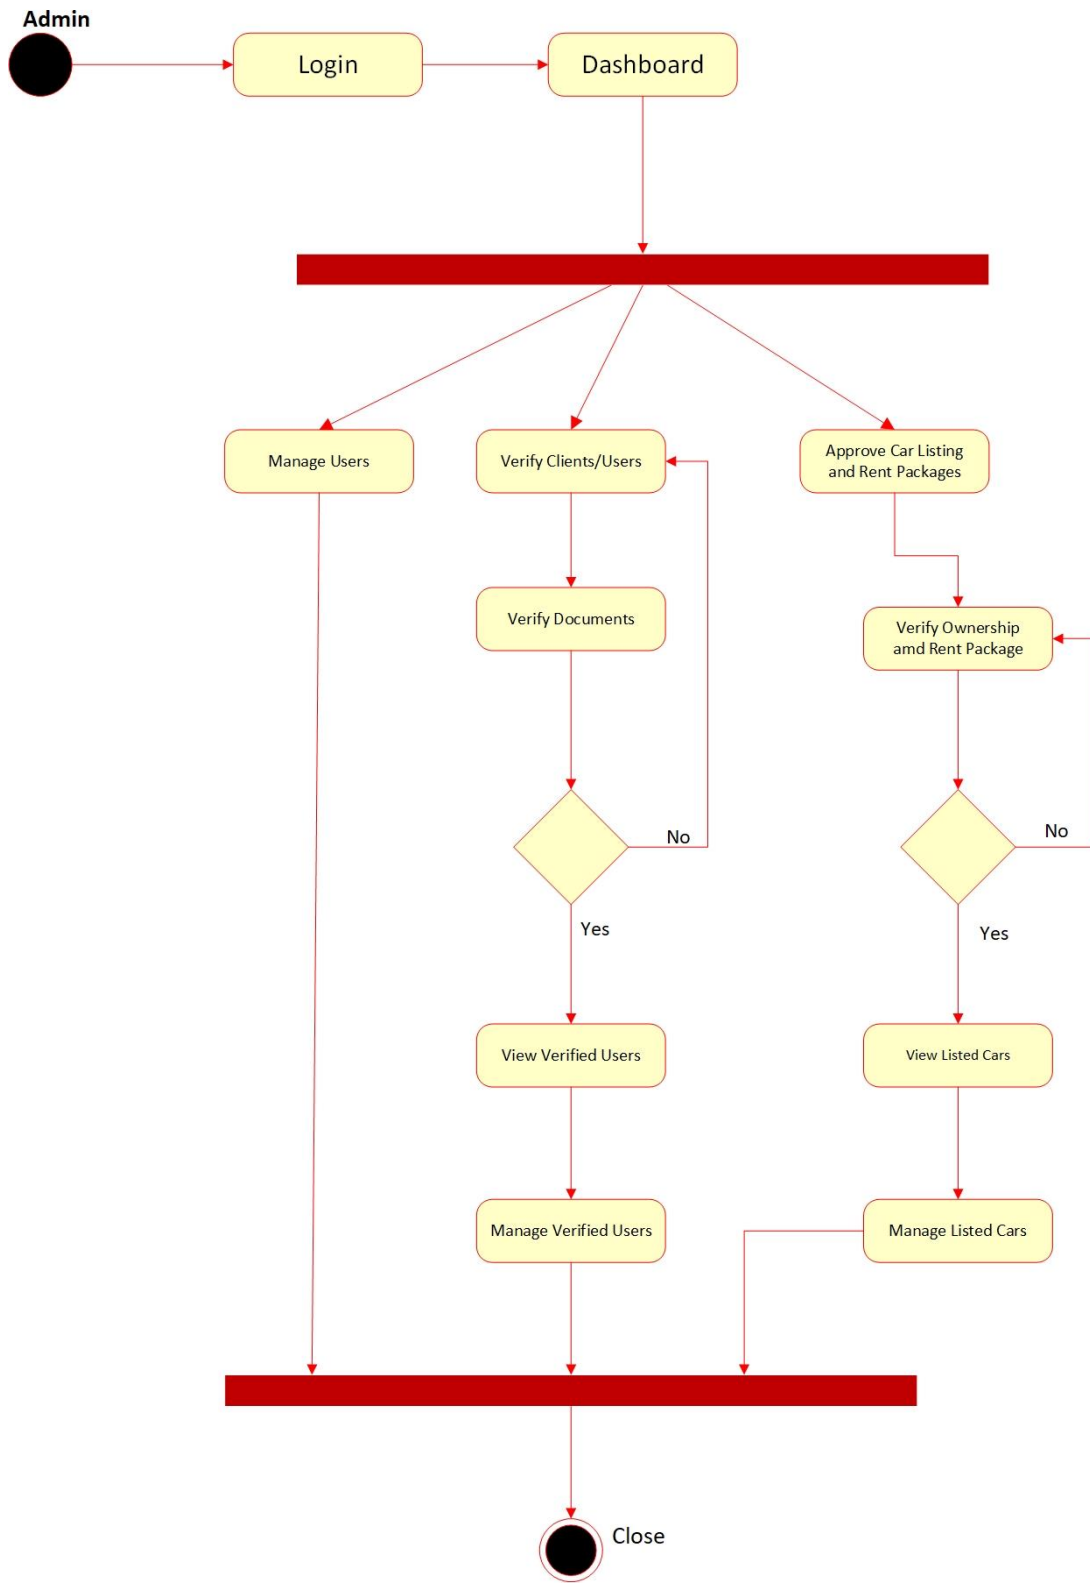 Admin
Login
Dashboard
Manage Users
Verify Clients/Users
Approve Car Listing
and Rent Packages
Verify Documents
Verify Ownership
amd Rent Package
No
No
Yes
Yes
View Verified Users
View Listed Cars
Manage Verified Users
Manage Listed Cars
Close